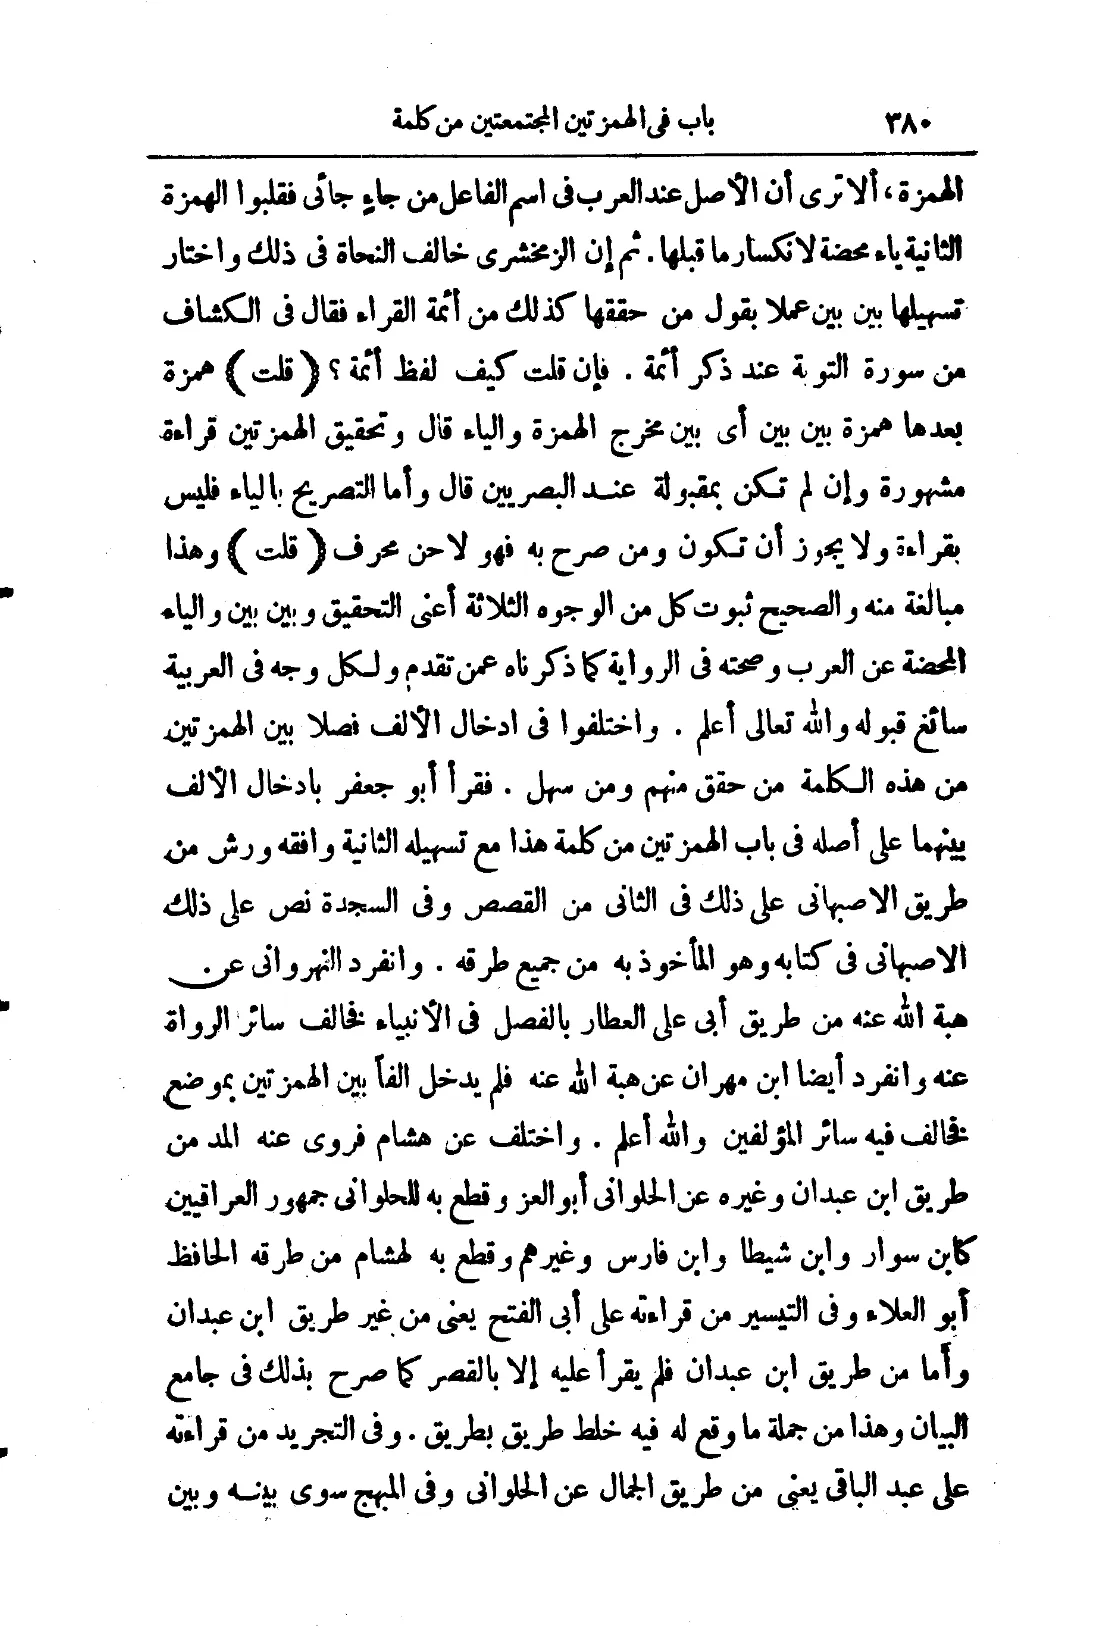 ٣٨٠ باب في الهمزتين المجتمعتين من كلمة
الهمزة، ألا ترى أن الأصل عند العرب فى اسم الفاعل من جاء جائى فقلبوا الهمزة
الثانية ياء محضة لانكسار ما قبلها. ثم إن الزمخشرى خالف النحاة فى ذلك واختار
تسهيلها بين بين عملا بقول من حققها كذلك من أئمة القراء فقال فى الكشاف
من سورة التوبة عند ذكر أئمة . فإن قلت كيف لفظ أئمة ؟ ( قلت ) همزة
بعدها همزة بين بين أى بين مخرج الهمزة والياء قال وتحقيق الهمزتين قراءة
مشهورة وإن لم تكن بمقبولة عند البصريين قال وأما التصريح بالياء فليس
بقراءة ولا يجوز أن تكون ومن صرح به فهو لاحن محرف ( قلت ) وهذا
مبالغة منه والصحيح ثبوت كل من الوجوه الثلاثة أعنى التحقيق وبين بين والياء
المحضة عن العرب وصحته فى الرواية كما ذكرناه عمن تقدم ولكل وجه فى العربية
سائغ قبوله والله تعالى أعلم . واختلفوا فى ادخال الألف فصلا بين الهمزتين
من هذه الكلمة من حقق منهم ومن سهل . فقرأ أبو جعفر بادخال الألف
بينهما على أصله فى باب الهمزتين من كلمة هذا مع تسهيله الثانية وافقه ورش من
طريق الاصبهانى على ذلك فى الثانى من القصص وفى السجدة نص على ذلك
الاصبهانى فى كتابه وهو المأخوذ به من جميع طرقه . وانفرد النهروانى عن
هبة الله عنه من طريق أبى على العطار بالفصل فى الأنبياء فخالف سائر الرواة
عنه وانفرد أيضا ابن مهران عن هبة الله عنه فلم يدخل الفاً بين الهمزتين بموضع
فخالف فيه سائر المؤلفين والله أعلم . واختلف عن هشام فروى عنه المد من
طريق ابن عبدان وغيره عن الحلوانى أبو العز وقطع به للحلوانى جمهور العراقيين
كابن سوار وابن شيطا وابن فارس وغيرهم وقطع به لهشام من طرقه الحافظ
أبو العلاء وفى التيسير من قراءته على أبى الفتح يعنى من غير طريق ابن عبدان
وأما من طريق ابن عبدان فلم يقرأ عليه إلا بالقصر كما صرح بذلك فى جامع
البيان وهذا من جملة ما وقع له فيه خلط طريق بطريق . وفى التجريد من قراءته
على عبد الباقى يعنى من طريق الجمال عن الحلوانى وفى المبهج سوى بينه وبين